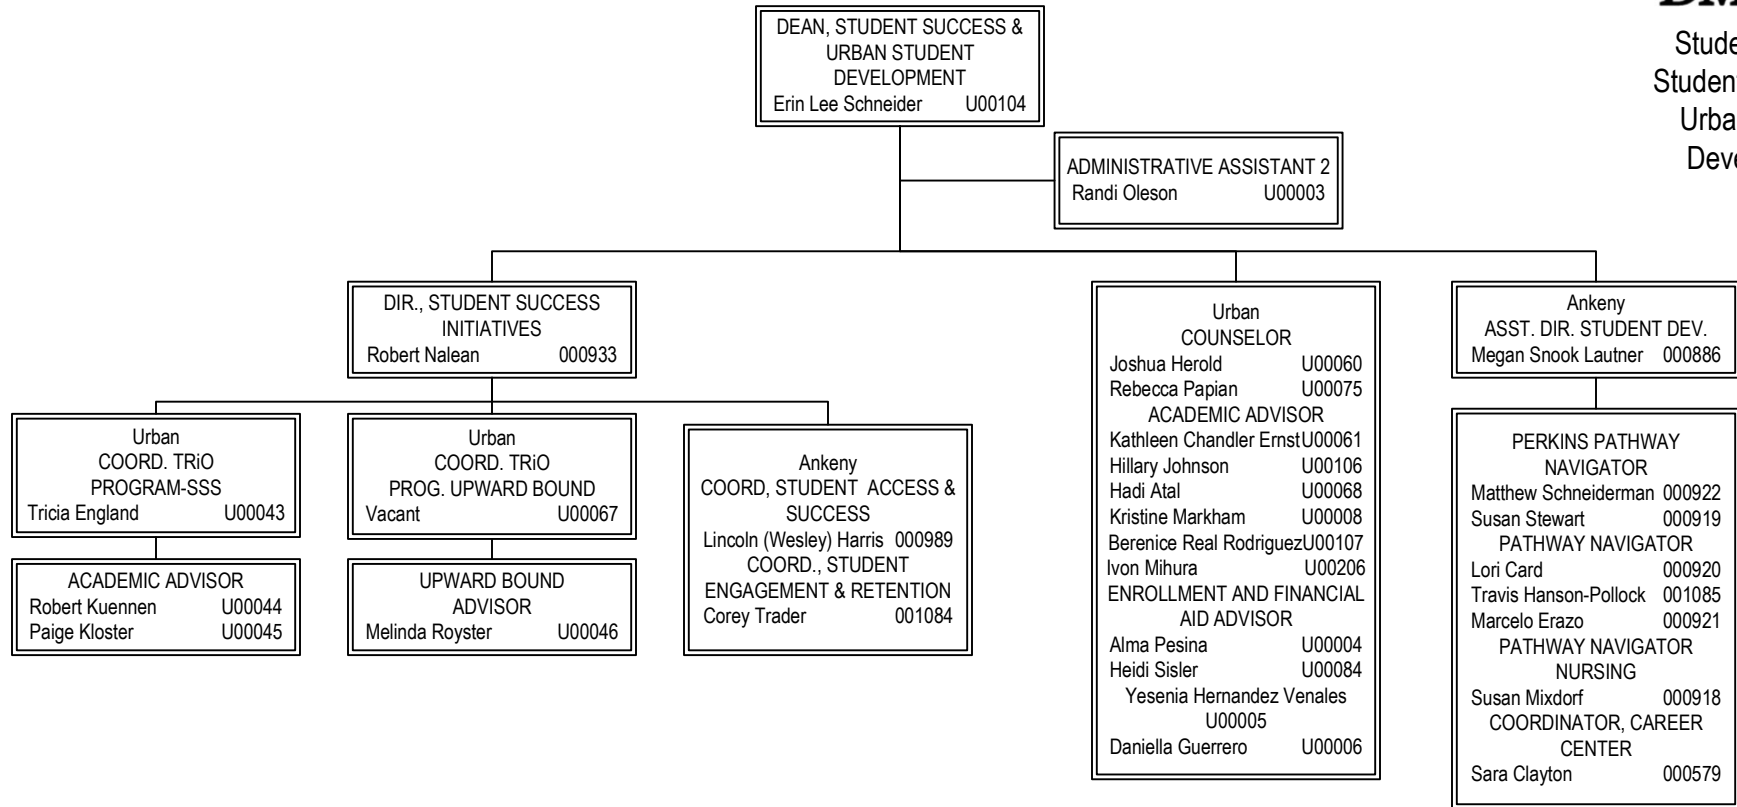 DEAN, STUDENT SUCCESS &
URBAN STUDENT
DEVELOPMENT
Erin Lee Schneider U00104
ADMINISTRATIVE ASSISTANT 2
Randi Oleson U00003
DIR., STUDENT SUCCESS
INITIATIVES
Robert Nalean 000933
Urban
COORD. TRiO
PROGRAM-SSS
Tricia England U00043
ACADEMIC ADVISOR
Robert Kuennen U00044
Paige Kloster U00045
Urban
COORD. TRiO
PROG. UPWARD BOUND
Vacant U00067
UPWARD BOUND
ADVISOR
Melinda Royster U00046
Ankeny
COORD, STUDENT ACCESS &
SUCCESS
Lincoln (Wesley) Harris 000989
COORD., STUDENT
ENGAGEMENT & RETENTION
Corey Trader 001084
Urban
COUNSELOR
Joshua Herold U00060
Rebecca Papian U00075
ACADEMIC ADVISOR
Kathleen Chandler Ernst U00061
Hillary Johnson U00106
Hadi Atal U00068
Kristine Markham U00008
Berenice Real Rodriguez U00107
Ivon Mihura U00206
ENROLLMENT AND FINANCIAL
AID ADVISOR
Alma Pesina U00004
Heidi Sisler U00084
Yesenia Hernandez Venales
U00005
Daniella Guerrero U00006
Ankeny
ASST. DIR. STUDENT DEV.
Megan Snook Lautner 000886
PERKINS PATHWAY
NAVIGATOR
Matthew Schneiderman 000922
Susan Stewart 000919
PATHWAY NAVIGATOR
Lori Card 000920
Travis Hanson-Pollock 001085
Marcelo Erazo 000921
PATHWAY NAVIGATOR
NURSING
Susan Mixdorf 000918
COORDINATOR, CAREER
CENTER
Sara Clayton 000579
Student